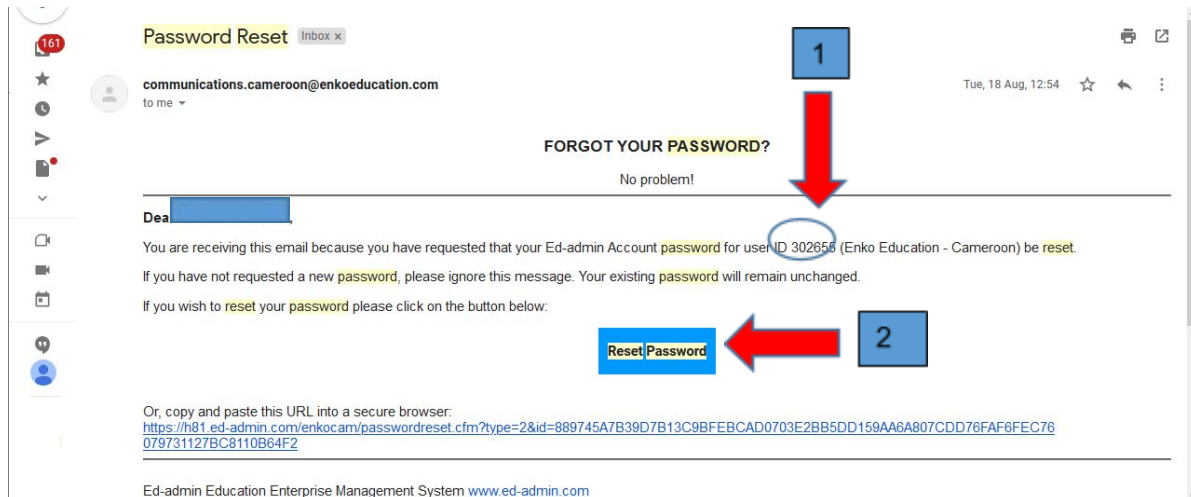 161
Password Reset Inbox ×
1
communications.cameroon@enkoeducation.com Tue, 18 Aug, 12:54
to me
FORGOT YOUR PASSWORD?
No problem!
Dea ,
You are receiving this email because you have requested that your Ed-admin Account password for user ID 302655 (Enko Education - Cameroon) be reset.
If you have not requested a new password, please ignore this message. Your existing password will remain unchanged.
If you wish to reset your password please click on the button below:
Reset Password
2
Or, copy and paste this URL into a secure browser:
https://h81.ed-admin.com/enkocam/passwordreset.cfm?type=2&id=889745A7B39D7B13C9BFEBCAD0703E2BB5DD159AA6A807CDD76FAF6FEC76
079731127BC8110B64F2
Ed-admin Education Enterprise Management System www.ed-admin.com